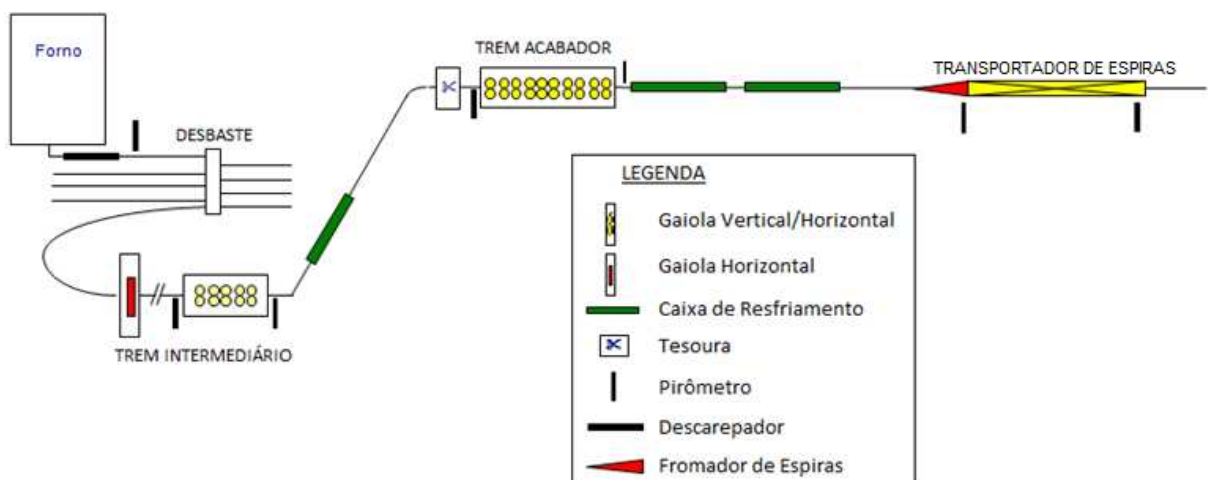 Forno
DESBASTE
TREM INTERMEDIÁRIO
TREM ACABADOR
TRANSPORTADOR DE ESPIRAS
LEGENDA
Gaiola Vertical/Horizontal
Gaiola Horizontal
Caixa de Resfriamento
Tesoura
Pirômetro
Descarepador
Fromador de Espiras